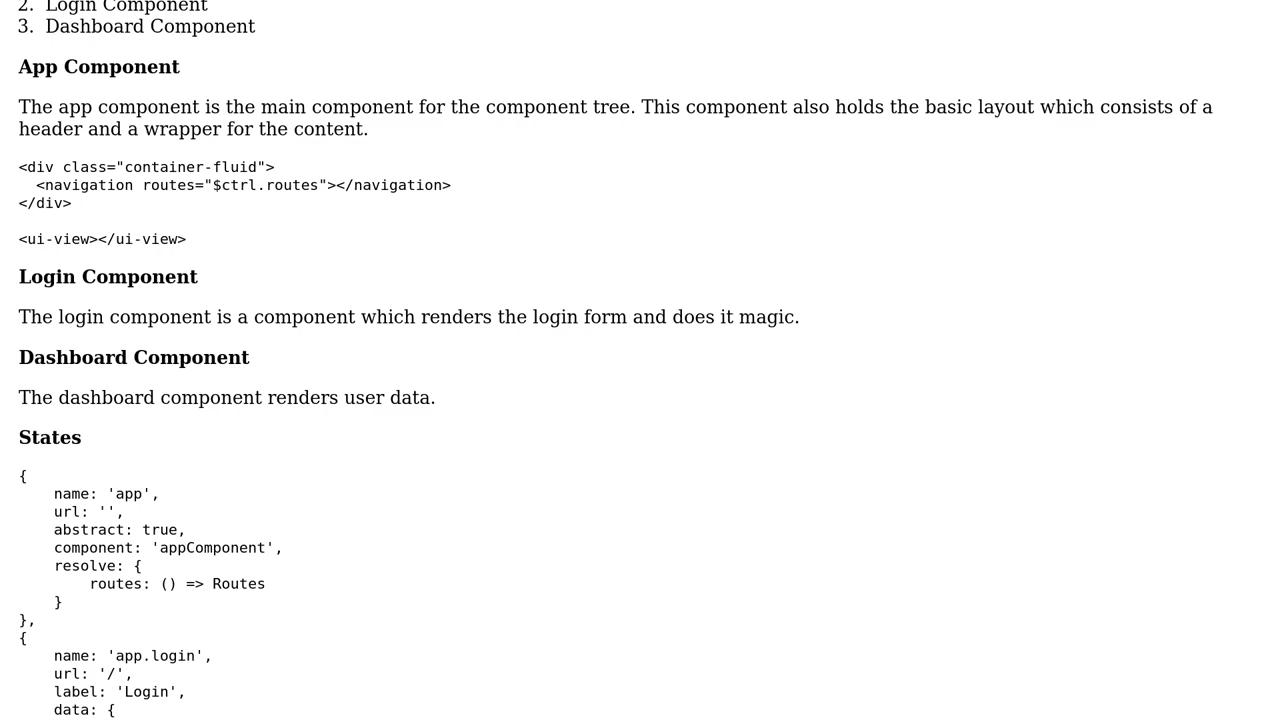 2. Login Component
3. Dashboard Component
App Component
The app component is the main component for the component tree. This component also holds the basic layout which consists of a
header and a wrapper for the content.
<div class="container-fluid">
  <navigation routes="$ctrl.routes"></navigation>
</div>
<ui-view></ui-view>
Login Component
The login component is a component which renders the login form and does it magic.
Dashboard Component
The dashboard component renders user data.
States
{
    name: 'app',
    url: '',
    abstract: true,
    component: 'appComponent',
    resolve: {
        routes: () => Routes
    }
},
{
    name: 'app.login',
    url: '/',
    label: 'Login',
    data: {